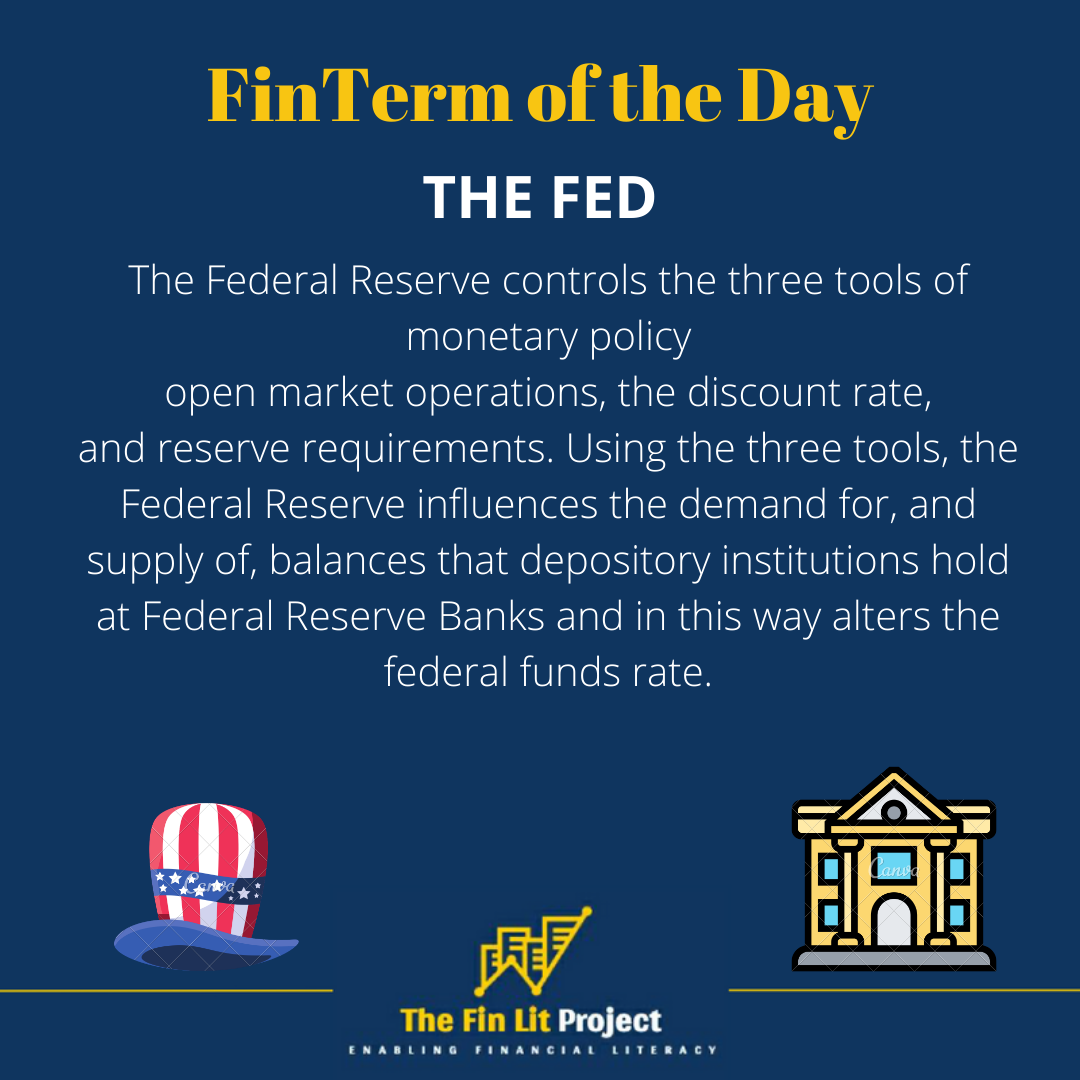 FinTerm of the Day
THE FED
The Federal Reserve controls the three tools of
monetary policy
open market operations, the discount rate,
and reserve requirements. Using the three tools, the
Federal Reserve influences the demand for, and
supply of, balances that depository institutions hold
at Federal Reserve Banks and in this way alters the
federal funds rate.
Canva
Canva
The Fin Lit Project
ENABLING FINANCIAL LITERACY